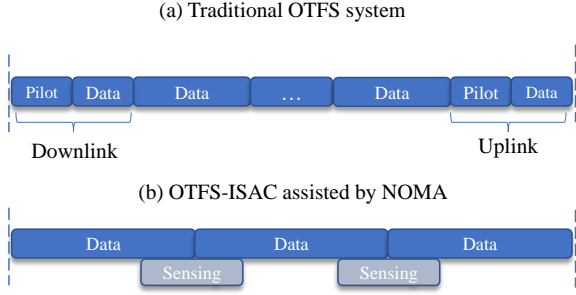 (a) Traditional OTFS system
Pilot Data Data … Data Pilot Data
Downlink Uplink
(b) OTFS-ISAC assisted by NOMA
Data Data Data
Sensing Sensing